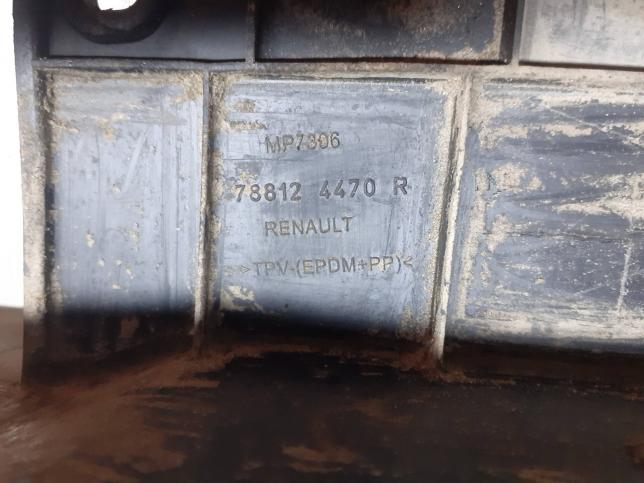 MP7306
78812 4470 R
RENAULT
>TPV-(EPDM+PP)<